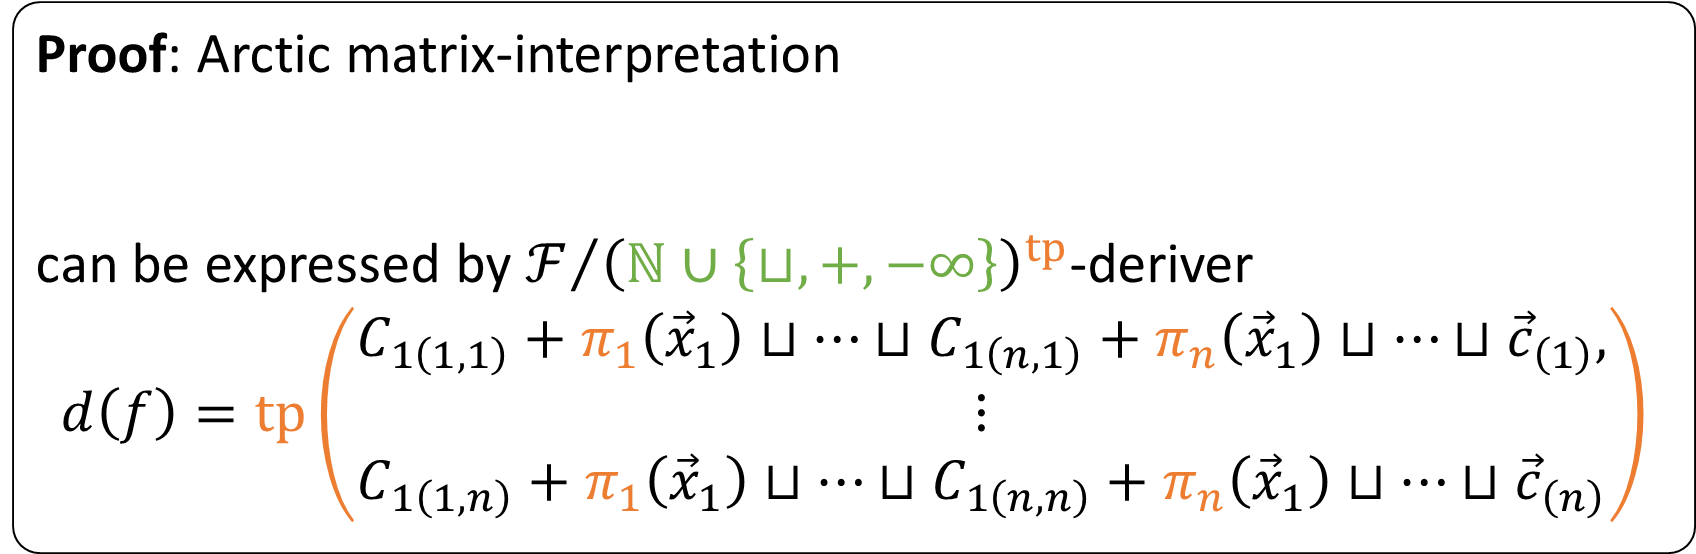 Proof: Arctic matrix-interpretation
can be expressed by ℱ/(ℕ ∪ {⊔, +, −∞})^tp-deriver
C_{1(1,1)} + π_1(x⃗_1) ⊔ ⋯ ⊔ C_{1(n,1)} + π_n(x⃗_1) ⊔ ⋯ ⊔ c⃗_{(1)},
d(f) = tp( ⋮ )
C_{1(1,n)} + π_1(x⃗_1) ⊔ ⋯ ⊔ C_{1(n,n)} + π_n(x⃗_1) ⊔ ⋯ ⊔ c⃗_{(n)}